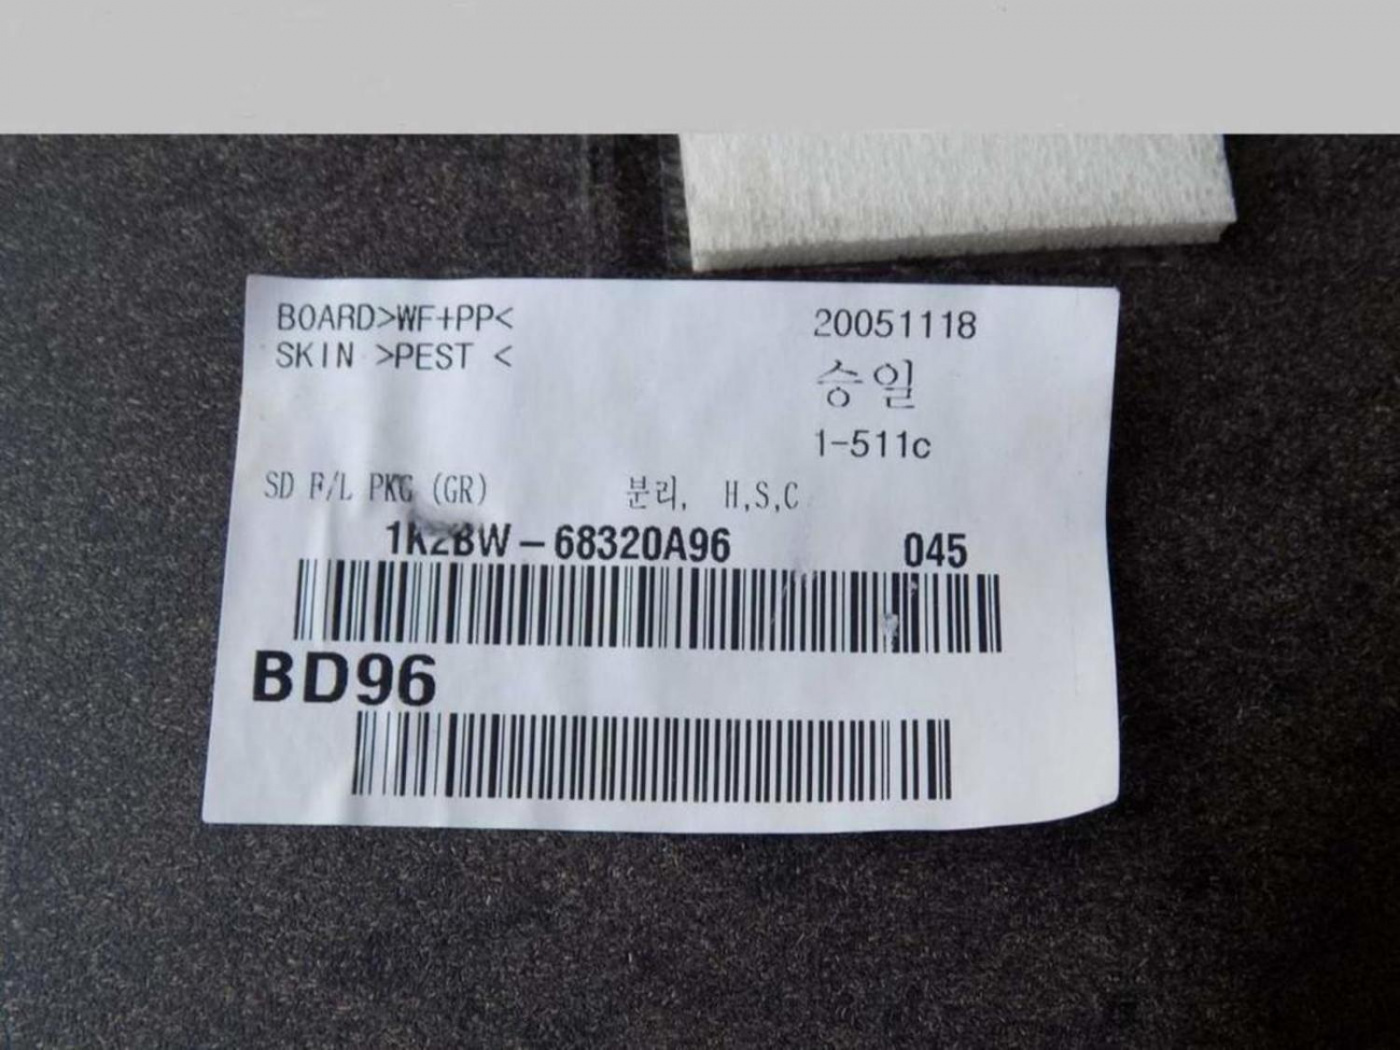 BOARD>WF+PP<
SKIN >PEST <
20051118
승일
1-511c
SD F/L PKG (GR) 분리, H,S,C
1K2BW-68320A96 045
BD96